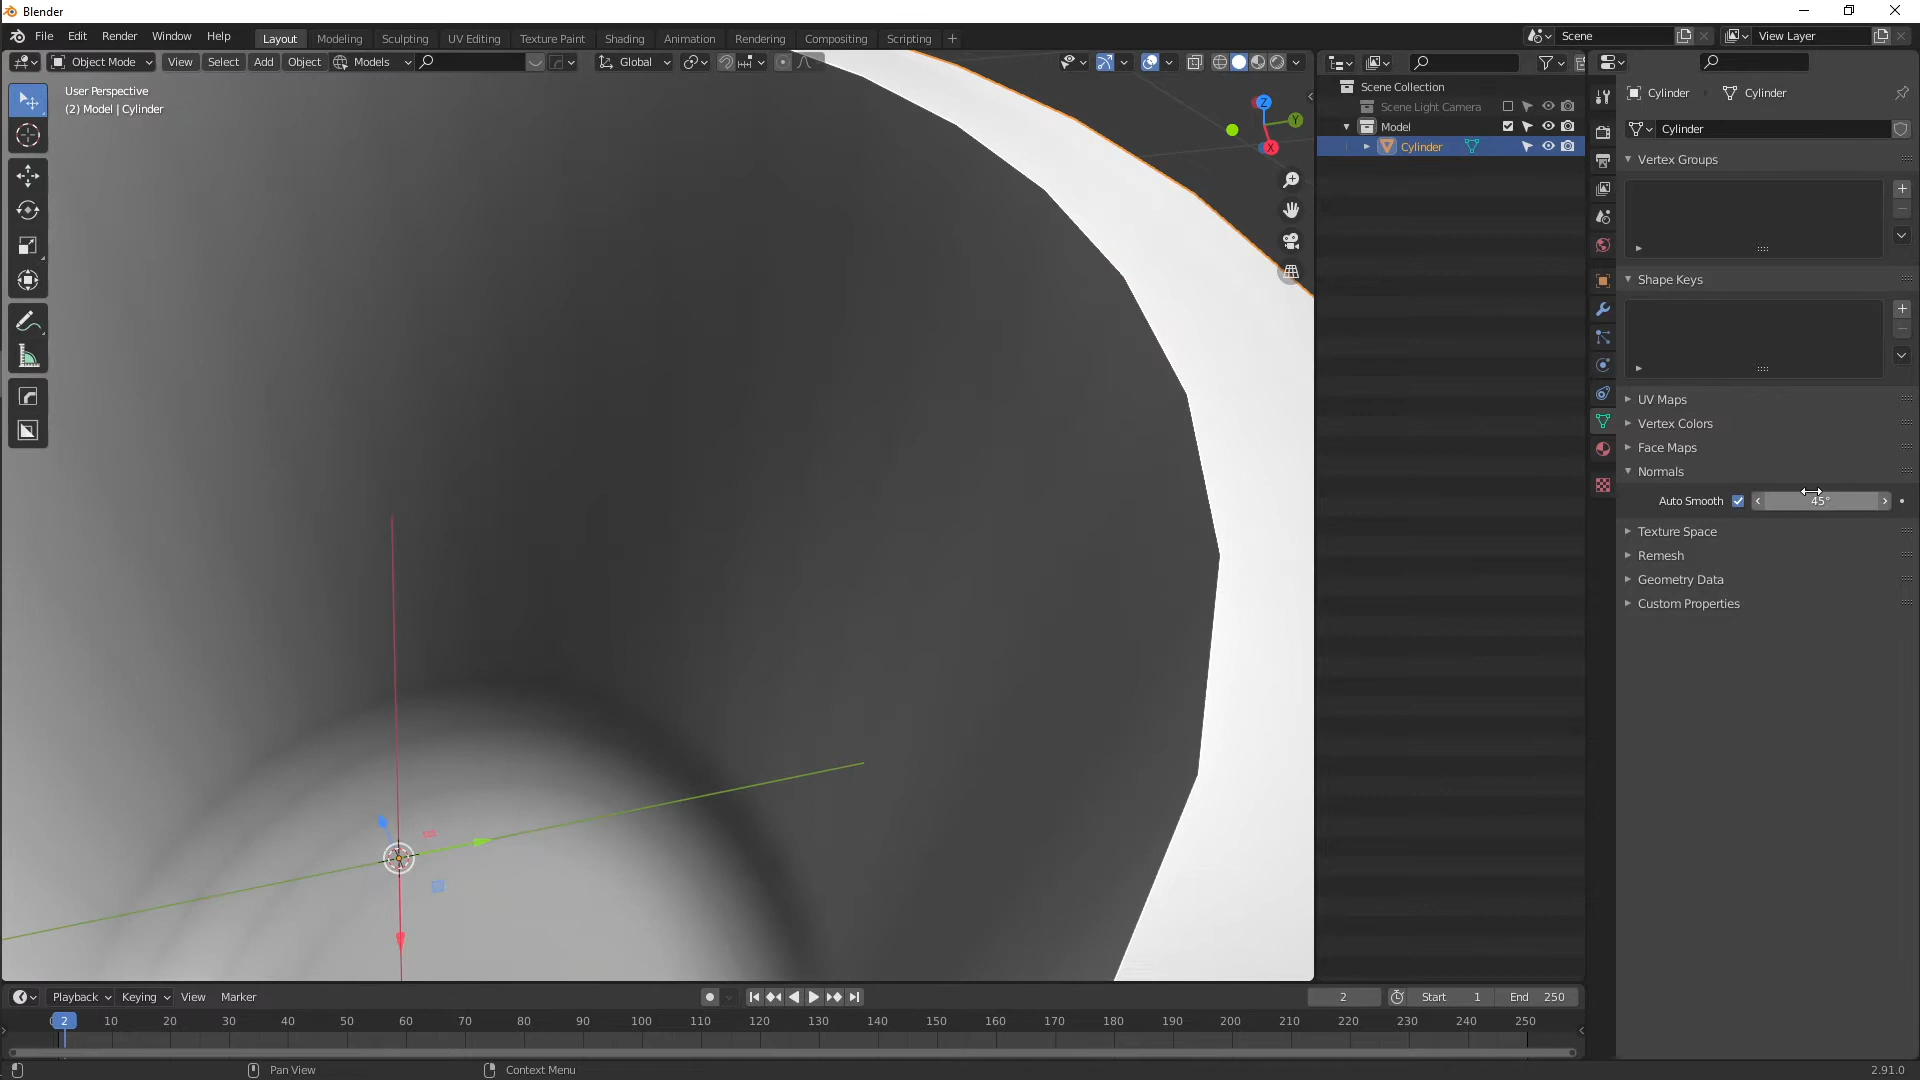 Blender
File Edit Render Window Help Layout Modeling Sculpting UV Editing Texture Paint Shading Animation Rendering Compositing Scripting + Scene View Layer
Object Mode View Select Add Object Models Global
User Perspective
(2) Model | Cylinder
Z
Y
X
Scene Collection
Scene Light Camera
Model
Cylinder
Cylinder Cylinder
Cylinder
Vertex Groups
Shape Keys
UV Maps
Vertex Colors
Face Maps
Normals
Auto Smooth 45°
Texture Space
Remesh
Geometry Data
Custom Properties
Playback Keying View Marker 2 Start 1 End 250
2 10 20 30 40 50 60 70 80 90 100 110 120 130 140 150 160 170 180 190 200 210 220 230 240 250
Pan View Context Menu 2.91.0